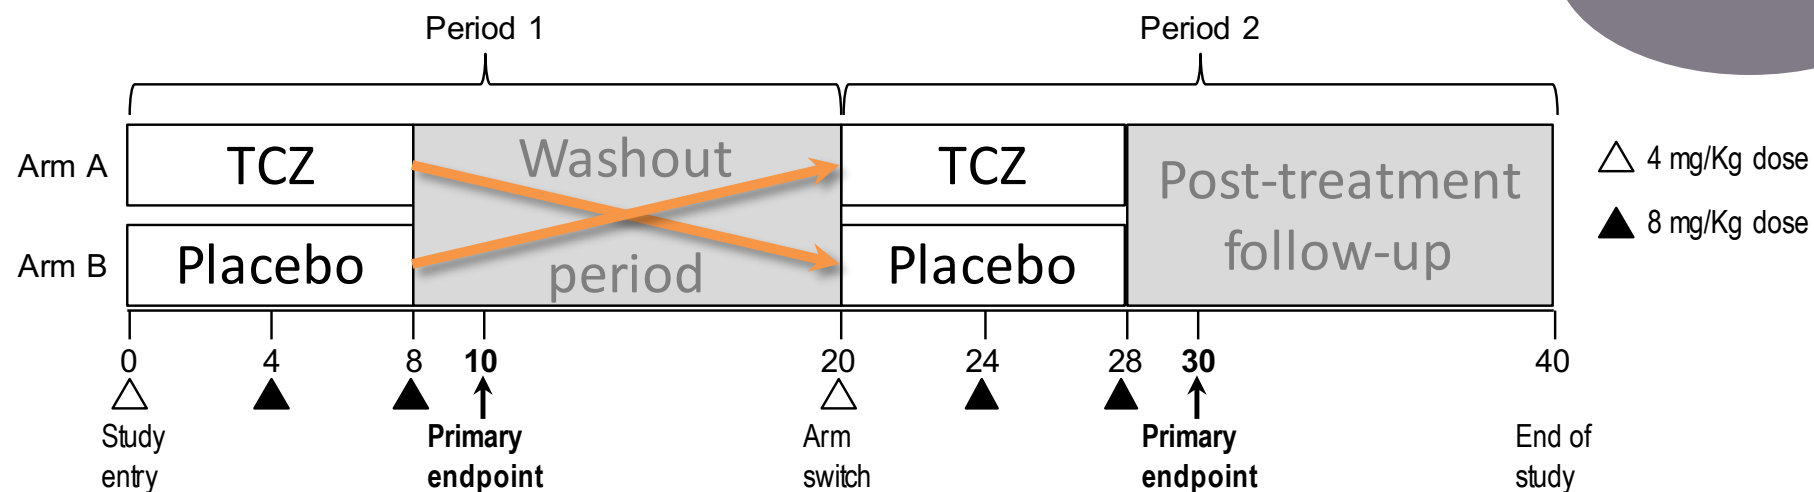 Period 1
Period 2
Arm A
TCZ
Washout
TCZ
Post-treatment
4 mg/Kg dose
8 mg/Kg dose
Arm B
Placebo
period
Placebo
follow-up
0 4 8 10 20 24 28 30 40
Study
entry
Primary
endpoint
Arm
switch
Primary
endpoint
End of
study